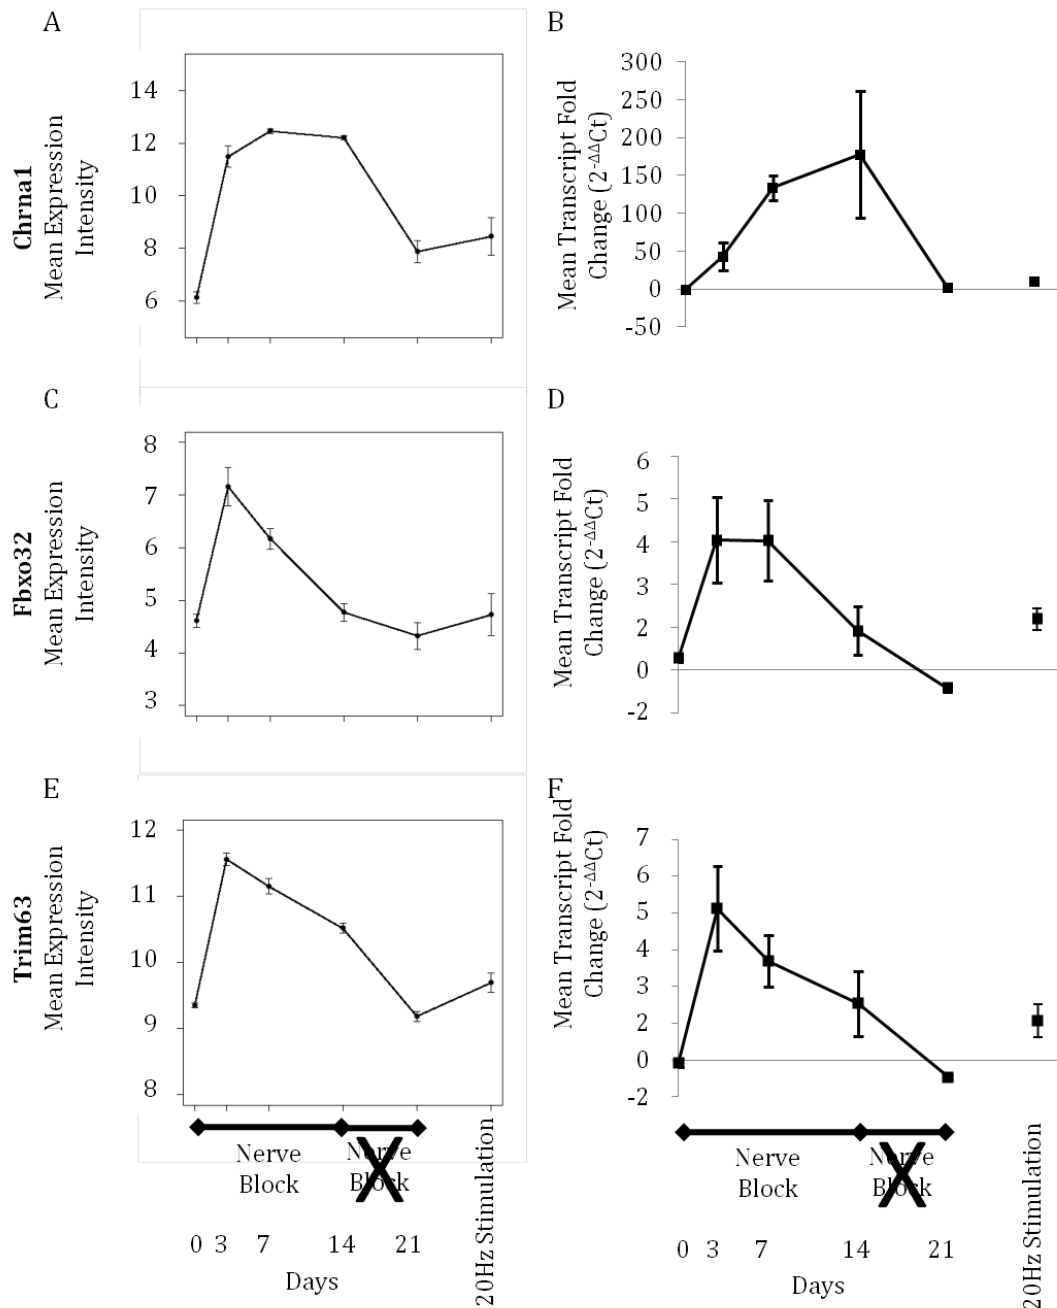 A
Chrna1
Mean Expression
Intensity
14
12
10
8
6
B
Mean Transcript Fold
Change (2-ΔΔCt)
300
250
200
150
100
50
0
-50
C
Fbxo32
Mean Expression
Intensity
8
7
6
5
4
3
D
Mean Transcript Fold
Change (2-ΔΔCt)
6
5
4
3
2
0
-2
E
Trim63
Mean Expression
Intensity
12
11
10
9
8
F
Mean Transcript Fold
Change (2-ΔΔCt)
7
6
5
4
3
2
0
-2
Nerve
Block
Nerve
Block
0 3 7 14 21
Days
20Hz Stimulation
Nerve
Block
Nerve
Block
0 3 7 14 21
Days
20Hz Stimulation